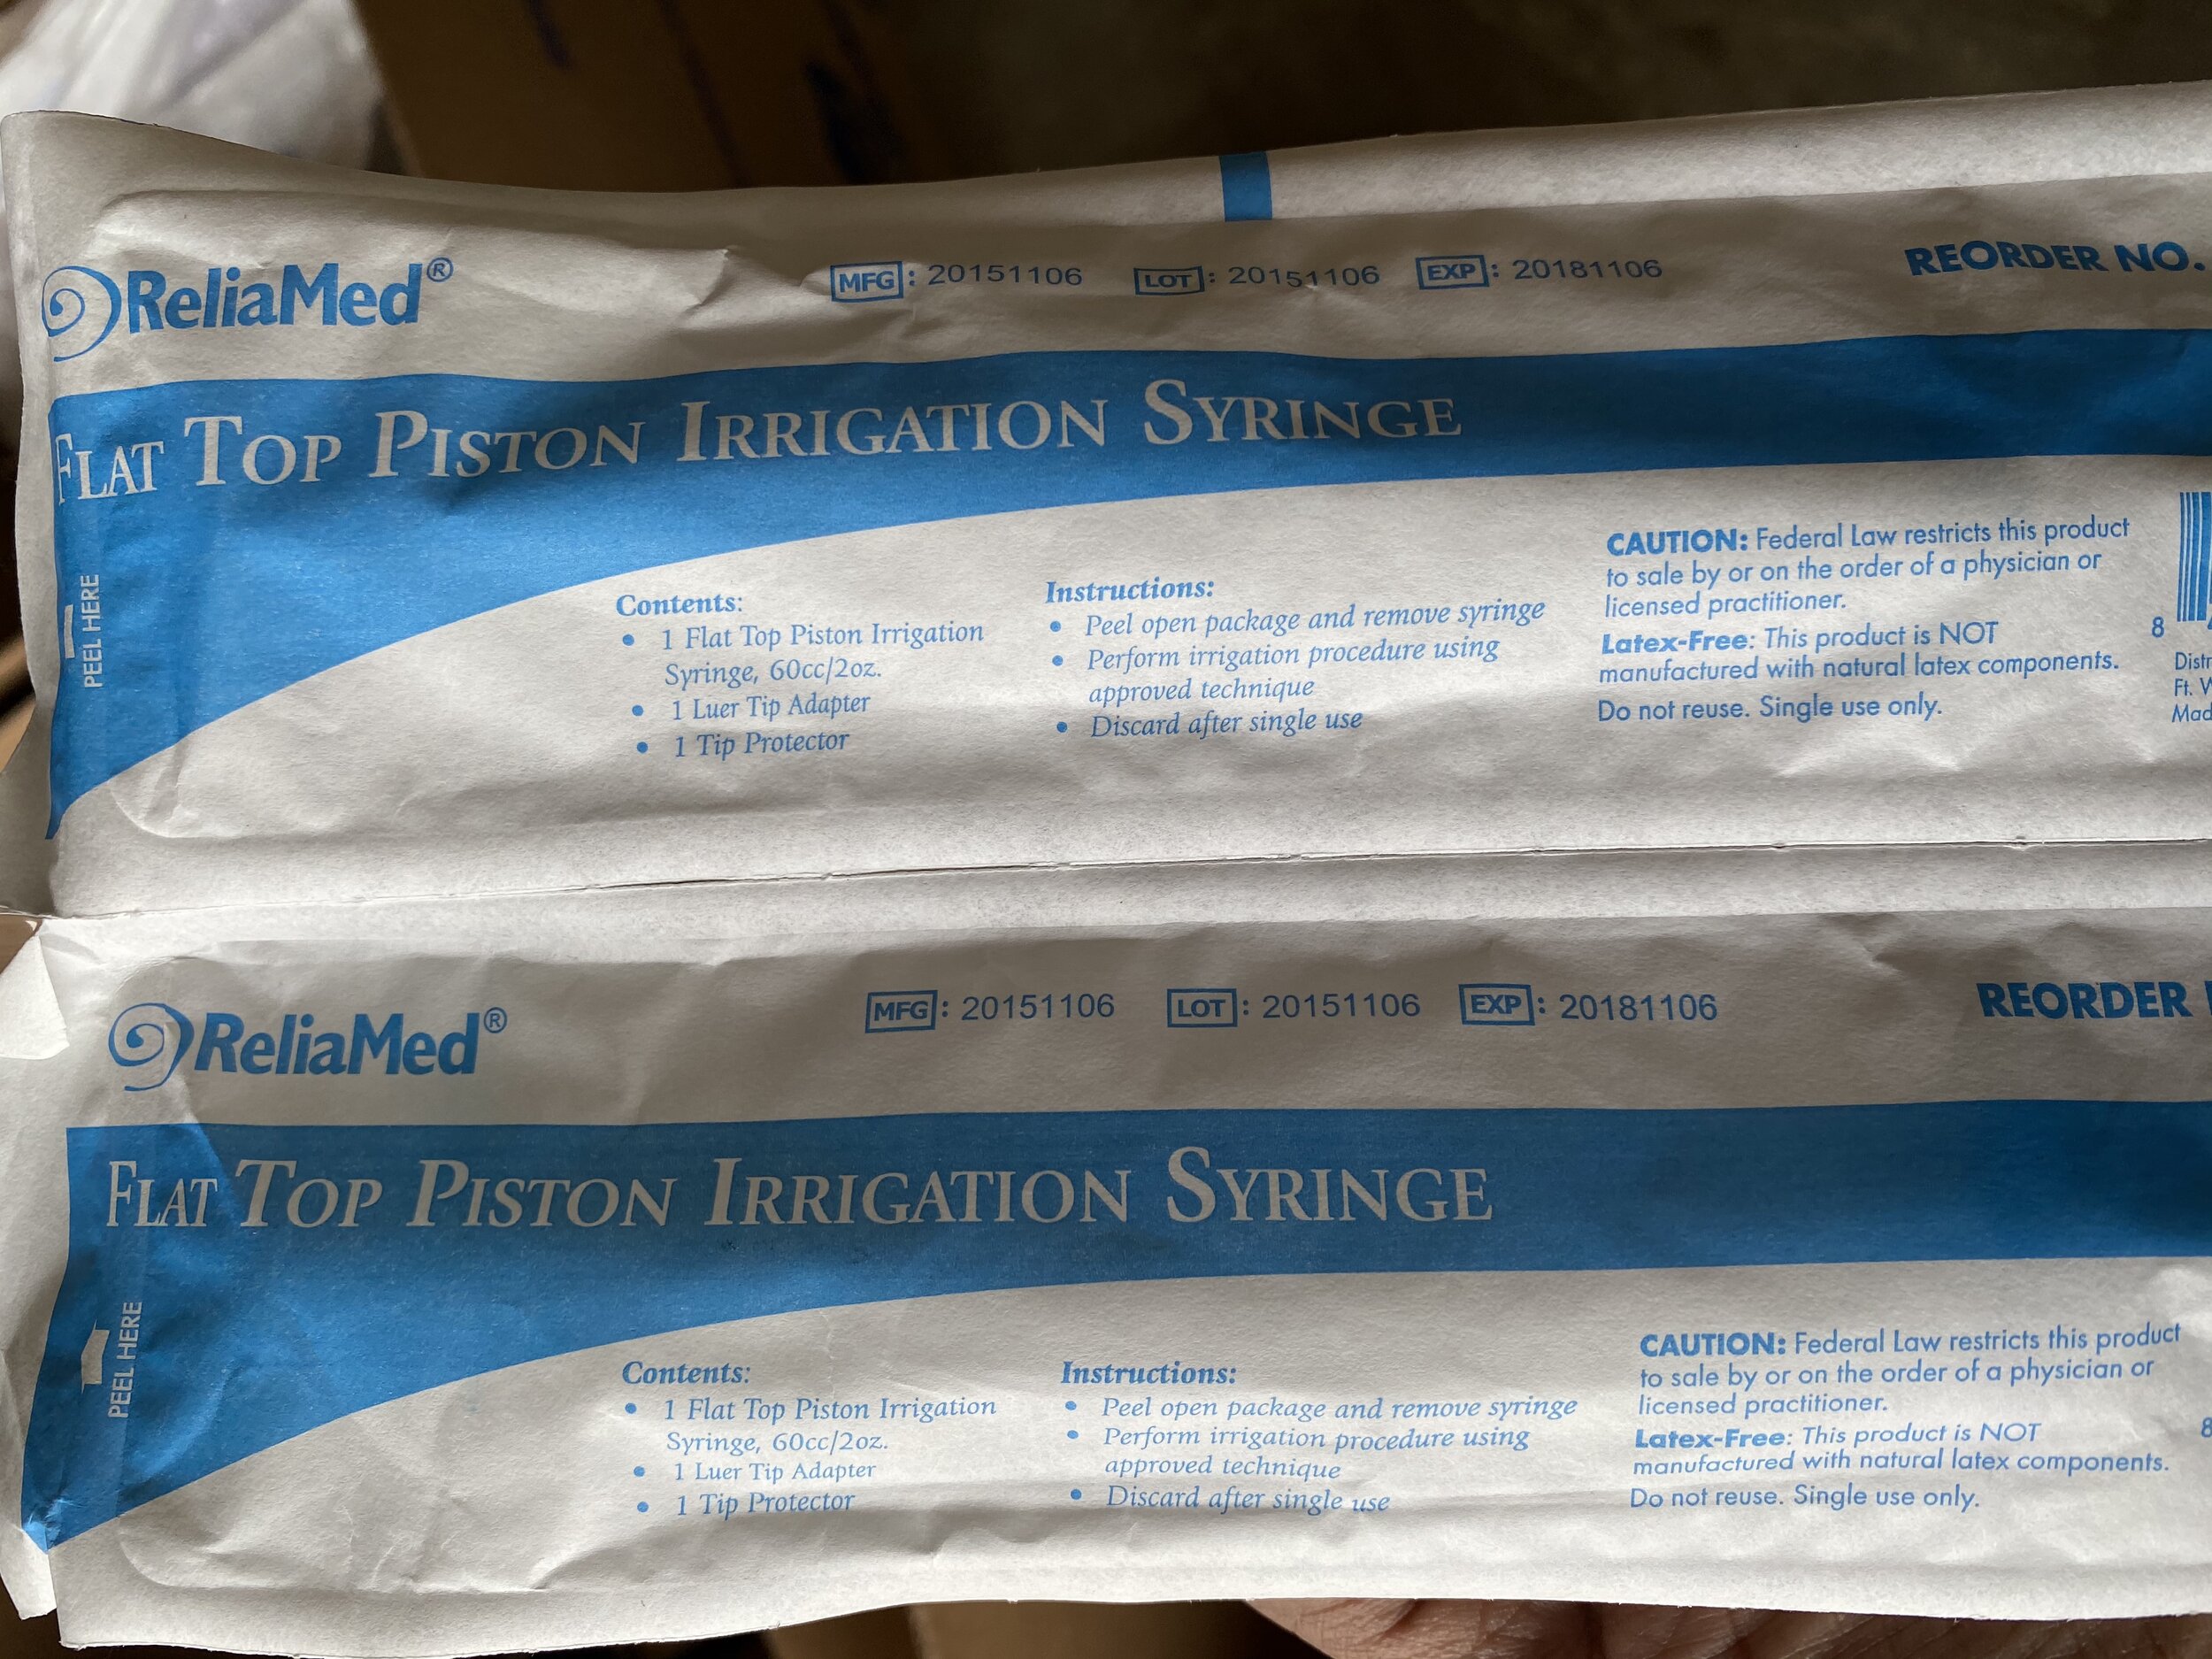 ReliaMed®
MFG: 20151106 LOT: 20151106 EXP: 20181106
REORDER NO.
FLAT TOP PISTON IRRIGATION SYRINGE
PEEL HERE
Contents:
• 1 Flat Top Piston Irrigation
Syringe, 60cc/2oz.
• 1 Luer Tip Adapter
• 1 Tip Protector
Instructions:
• Peel open package and remove syringe
• Perform irrigation procedure using
approved technique
• Discard after single use
CAUTION: Federal Law restricts this product
to sale by or on the order of a physician or
licensed practitioner.
Latex-Free: This product is NOT
manufactured with natural latex components.
Do not reuse. Single use only.
8
Ft.
ReliaMed®
MFG: 20151106 LOT: 20151106 EXP: 20181106
REORDER
FLAT TOP PISTON IRRIGATION SYRINGE
PEEL HERE
Contents:
• 1 Flat Top Piston Irrigation
Syringe, 60cc/2oz.
• 1 Luer Tip Adapter
• 1 Tip Protector
Instructions:
• Peel open package and remove syringe
• Perform irrigation procedure using
approved technique
• Discard after single use
CAUTION: Federal Law restricts this product
to sale by or on the order of a physician or
licensed practitioner.
Latex-Free: This product is NOT
manufactured with natural latex components.
Do not reuse. Single use only.
8